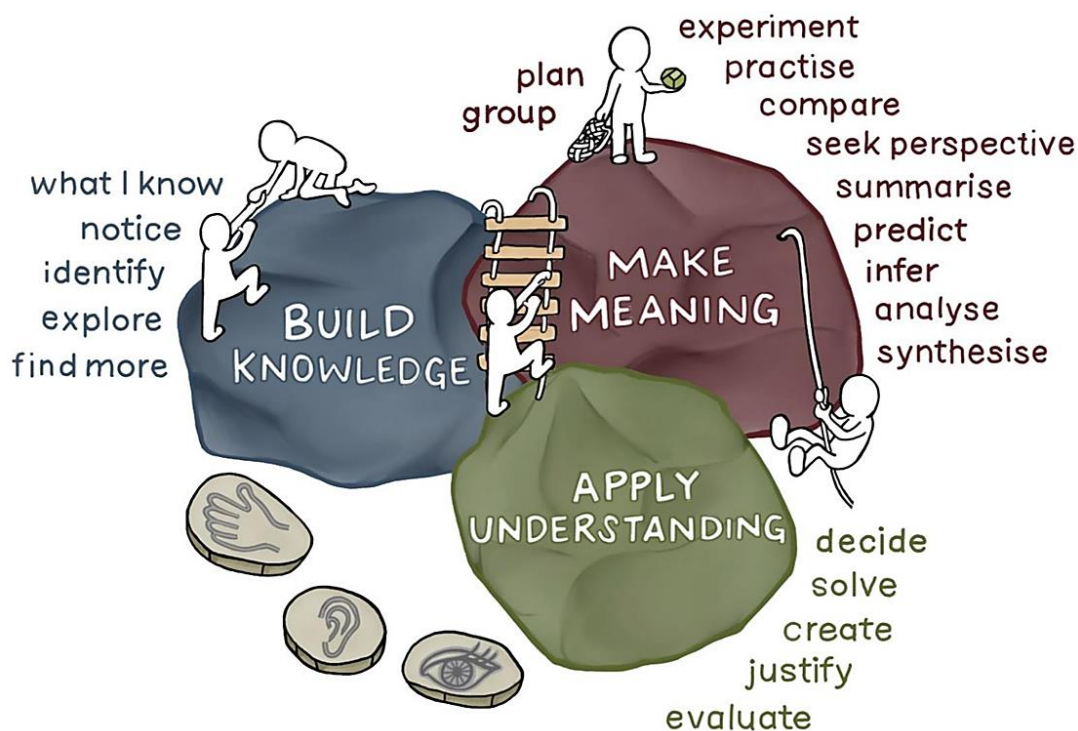 what I know
notice
identify
explore
find more
BUILD
KNOWLEDGE
plan
group
experiment
practise
compare
seek perspective
summarise
predict
infer
analyse
synthesise
MAKE
MEANING
APPLY
UNDERSTANDING
decide
solve
create
justify
evaluate